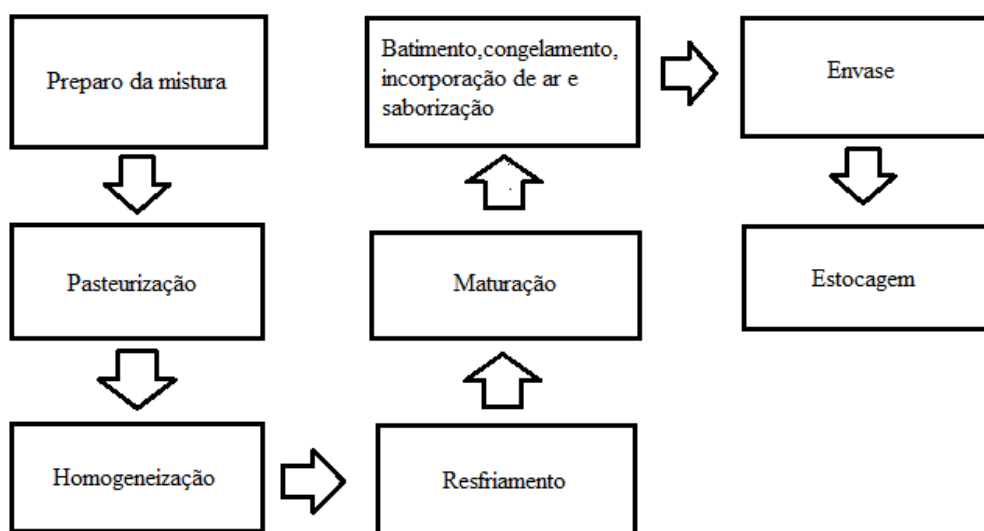 Preparo da mistura
Pasteurização
Homogeneização
Resfriamento
Maturação
Batimento,congelamento,
incorporação de ar e
saborização
Envase
Estocagem